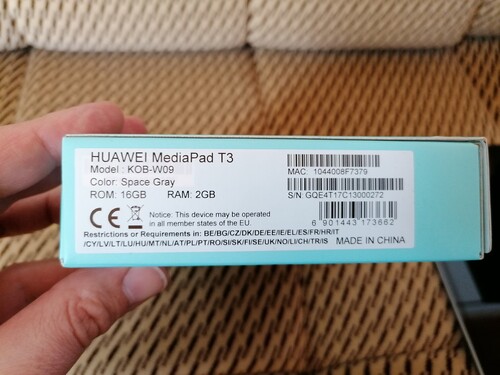 HUAWEI MediaPad T3
Model: KOB-W09
Color: Space Gray
ROM: 16GB RAM: 2GB
MAC: 1044008F7379
S/N: GQE4T17C13000272
CE
Notice: This device may be operated
in all member states of the EU.
6 901443 173662
Restrictions or Requirements in: BE/BG/CZ/DK/DE/EE/IE/EL/ES/FR/HR/IT
/CY/LV/LT/LU/HU/MT/NL/AT/PL/PT/RO/SI/SK/FI/SE/UK/NO/LI/CH/TR/IS
MADE IN CHINA